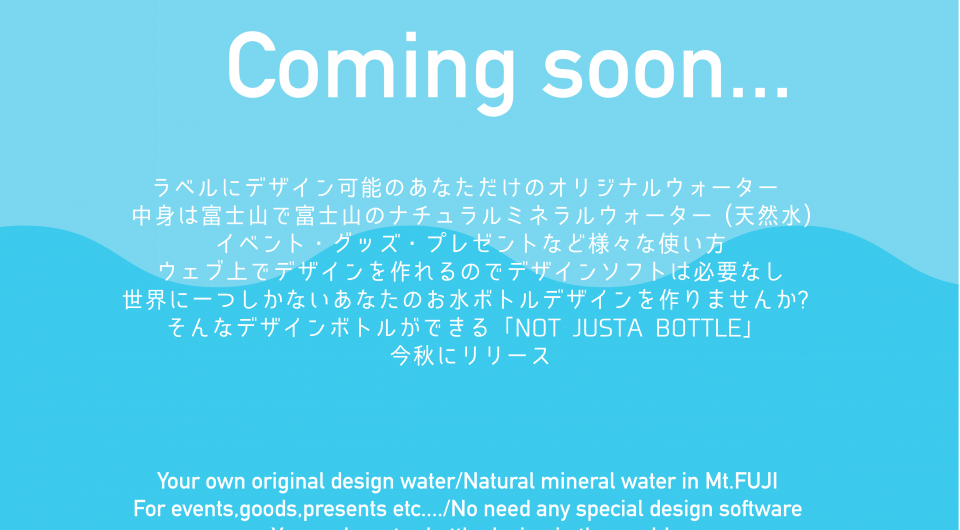 Coming soon...
ラベルにデザイン可能のあなただけのオリジナルウォーター
中身は富士山で富士山のナチュラルミネラルウォーター (天然水)
イベント・グッズ・プレゼントなど様々な使い方
ウェブ上でデザインを作れるのでデザインソフトは必要なし
世界に一つしかないあなたのお水ボトルデザインを作りませんか?
そんなデザインボトルができる「NOT JUSTA BOTTLE」
今秋にリリース
Your own original design water/Natural mineral water in Mt.FUJI
For events,goods,presents etc..../No need any special design software